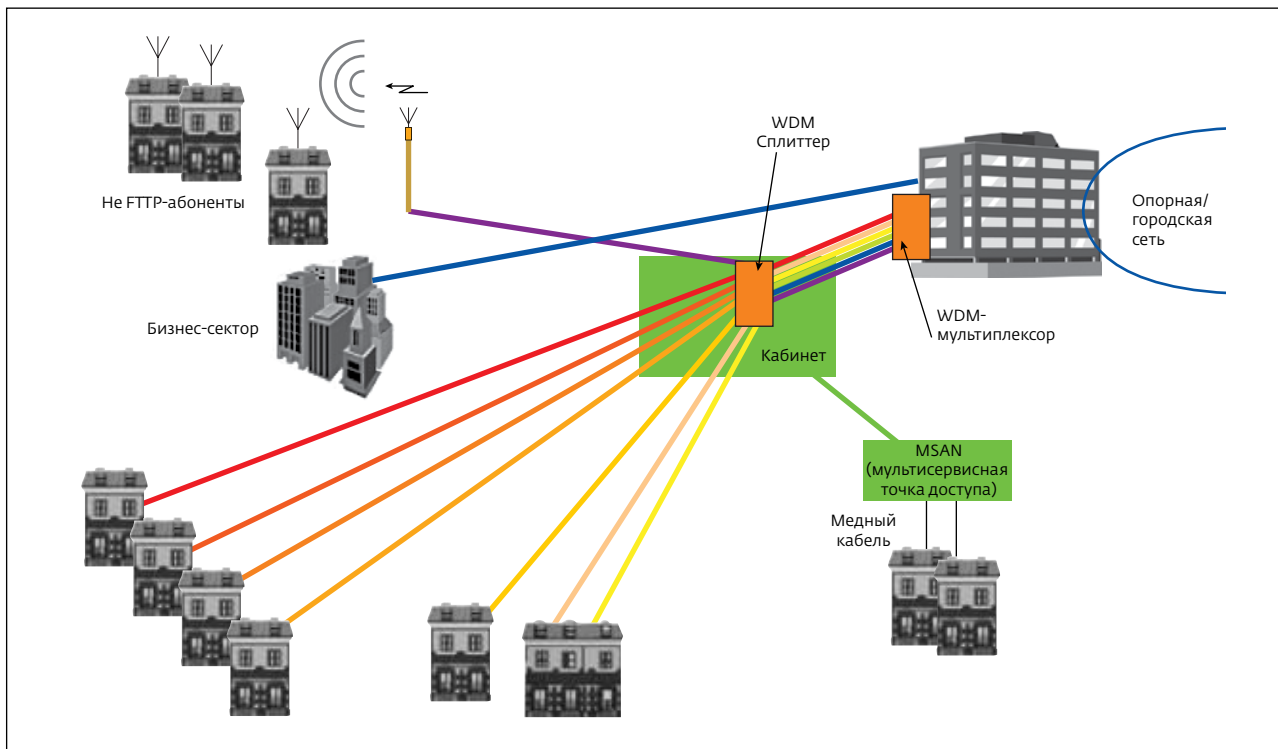 WDM
Сплиттер
Не FTTP-абоненты
Опорная/
городская
сеть
Бизнес-сектор
WDM-
мультиплексор
Кабинет
MSAN
(мультисервисная
точка доступа)
Медный
кабель